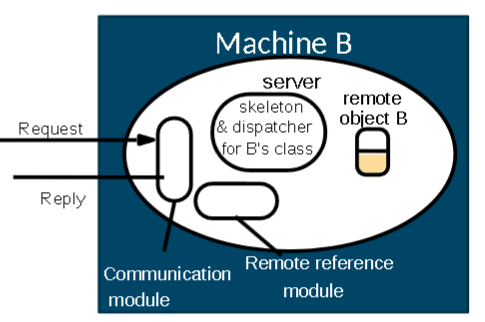 Machine B
server
skeleton
& dispatcher
for B's class
remote
object B
Request
Reply
Communication
module
Remote reference
module